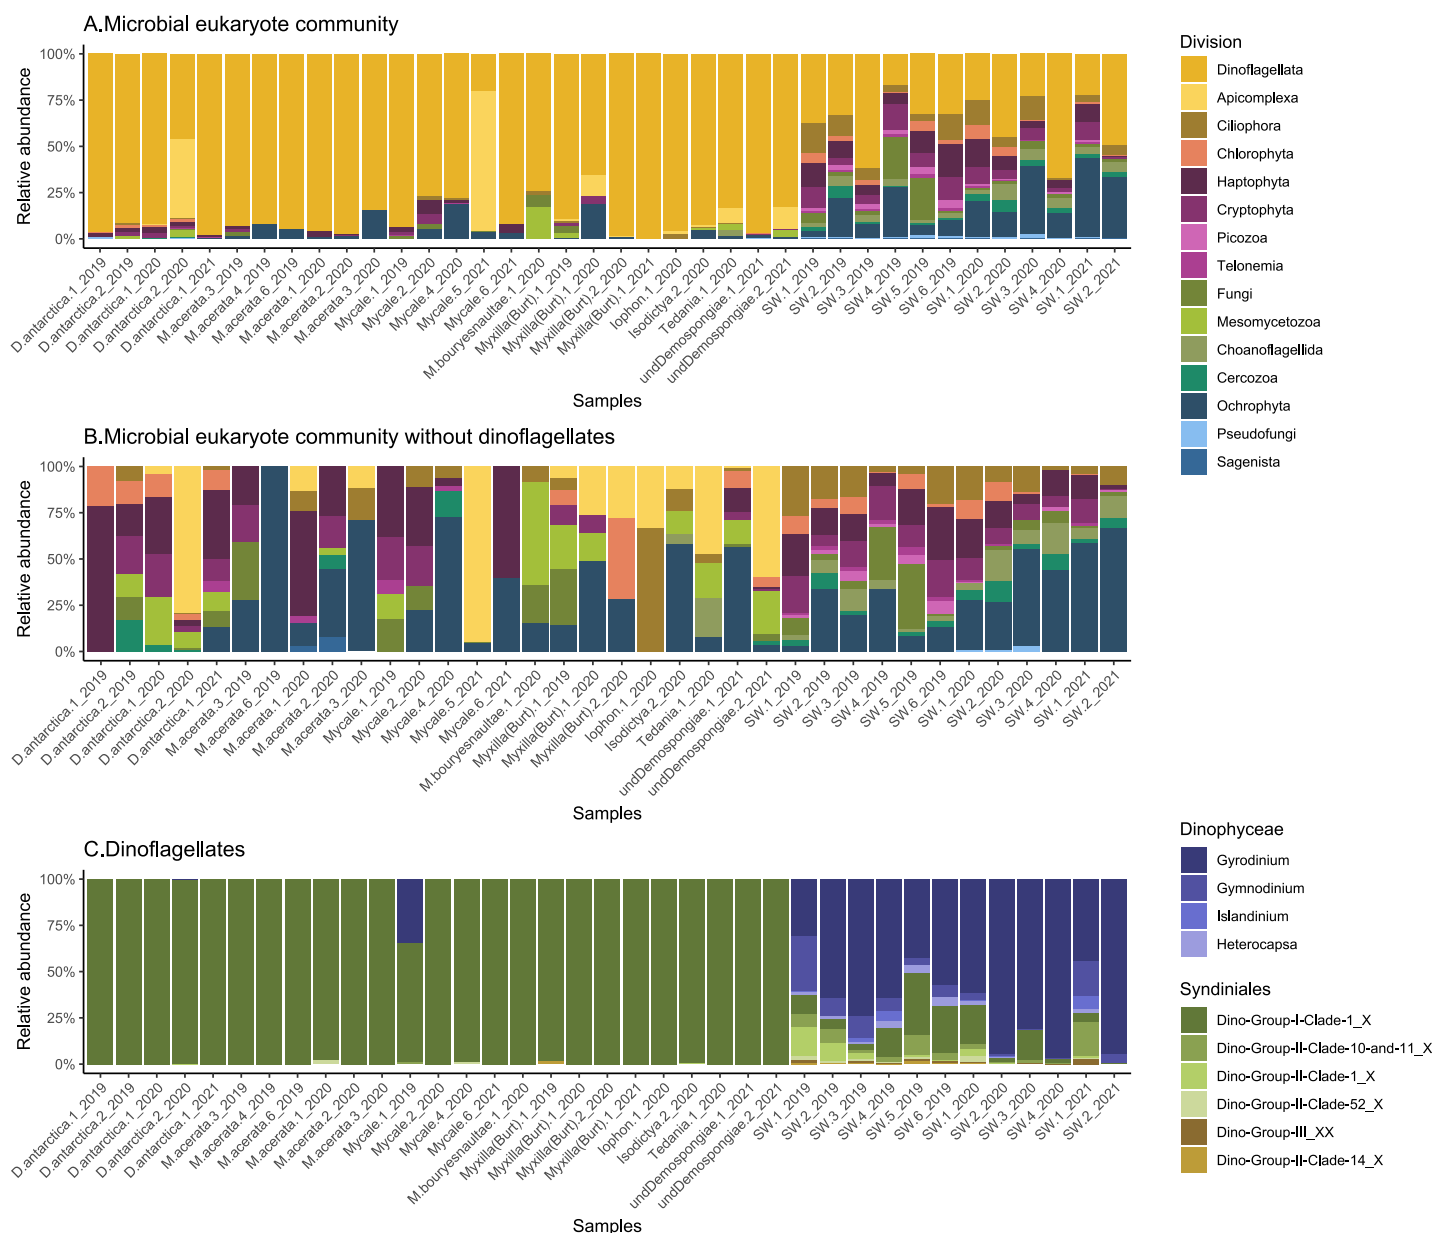 A.Microbial eukaryote community
Relative abundance
100%
75%
50%
25%
0%
D.antarctica.1_2019
D.antarctica.2_2019
D.antarctica.1_2020
D.antarctica.2_2020
D.antarctica.1_2021
M.acerata.3_2019
M.acerata.4_2019
M.acerata.6_2019
M.acerata.1_2020
M.acerata.2_2020
M.acerata.3_2020
Mycale.1_2019
Mycale.2_2020
Mycale.4_2020
Mycale.5_2021
Mycale.6_2021
M.bouryesnaultae.1_2020
Myxilla(Burt).1_2019
Myxilla(Burt).1_2020
Myxilla(Burt).2_2020
Myxilla(Burt).1_2021
Iophon.1_2020
Isodictya.2_2020
Tedania.1_2020
undDemospongiae.1_2021
undDemospongiae.2_2021
SW.1_2019
SW.2_2019
SW.3_2019
SW.4_2019
SW.5_2019
SW.6_2019
SW.1_2020
SW.2_2020
SW.3_2020
SW.4_2020
SW.1_2021
SW.2_2021
Samples
Division
Dinoflagellata
Apicomplexa
Ciliophora
Chlorophyta
Haptophyta
Cryptophyta
Picozoa
Telonemia
Fungi
Mesomycetozoa
Choanoflagellida
Cercozoa
Ochrophyta
Pseudofungi
Sagenista
B.Microbial eukaryote community without dinoflagellates
Relative abundance
100%
75%
50%
25%
0%
D.antarctica.1_2019
D.antarctica.2_2019
D.antarctica.1_2020
D.antarctica.2_2020
D.antarctica.1_2021
M.acerata.3_2019
M.acerata.6_2019
M.acerata.1_2020
M.acerata.2_2020
M.acerata.3_2020
Mycale.1_2019
Mycale.2_2020
Mycale.4_2020
Mycale.5_2021
Mycale.6_2021
M.bouryesnaultae.1_2020
Myxilla(Burt).1_2019
Myxilla(Burt).1_2020
Myxilla(Burt).2_2020
Iophon.1_2020
Isodictya.2_2020
Tedania.1_2020
undDemospongiae.1_2021
undDemospongiae.2_2021
SW.1_2019
SW.2_2019
SW.3_2019
SW.4_2019
SW.5_2019
SW.6_2019
SW.1_2020
SW.2_2020
SW.3_2020
SW.4_2020
SW.1_2021
SW.2_2021
Samples
C.Dinoflagellates
Relative abundance
100%
75%
50%
25%
0%
D.antarctica.1_2019
D.antarctica.2_2019
D.antarctica.1_2020
D.antarctica.2_2020
D.antarctica.1_2021
M.acerata.3_2019
M.acerata.4_2019
M.acerata.6_2019
M.acerata.1_2020
M.acerata.2_2020
M.acerata.3_2020
Mycale.1_2019
Mycale.2_2020
Mycale.4_2020
Mycale.6_2021
M.bouryesnaultae.1_2020
Myxilla(Burt).1_2019
Myxilla(Burt).1_2020
Myxilla(Burt).2_2020
Myxilla(Burt).1_2021
Iophon.1_2020
Isodictya.2_2020
Tedania.1_2020
undDemospongiae.1_2021
undDemospongiae.2_2021
SW.1_2019
SW.2_2019
SW.3_2019
SW.4_2019
SW.5_2019
SW.6_2019
SW.1_2020
SW.2_2020
SW.3_2020
SW.4_2020
SW.1_2021
SW.2_2021
Samples
Dinophyceae
Gyrodinium
Gymnodinium
Islandinium
Heterocapsa
Syndiniales
Dino-Group-I-Clade-1_X
Dino-Group-II-Clade-10-and-11_X
Dino-Group-II-Clade-1_X
Dino-Group-II-Clade-52_X
Dino-Group-III_XX
Dino-Group-II-Clade-14_X